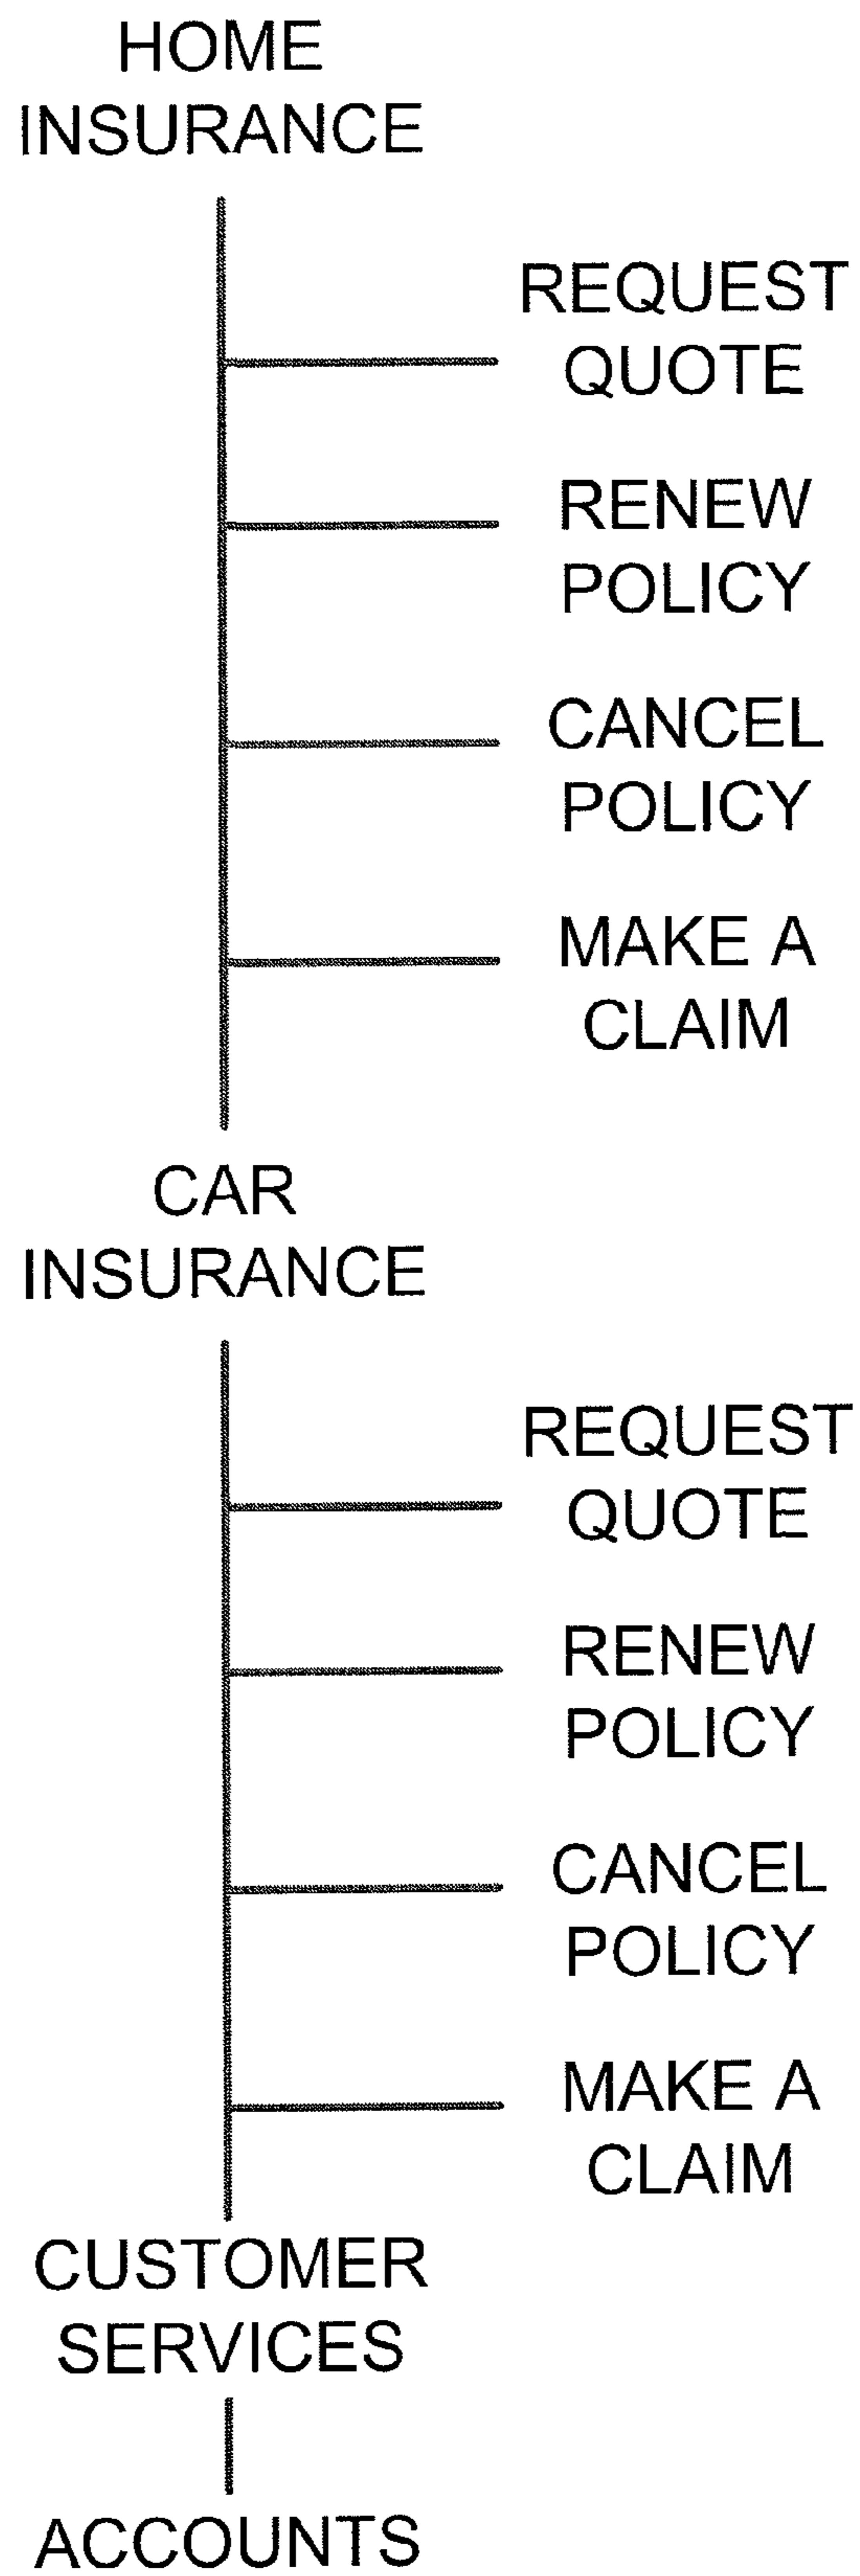 HOME
INSURANCE
REQUEST
QUOTE
RENEW
POLICY
CANCEL
POLICY
MAKE A
CLAIM
CAR
INSURANCE
REQUEST
QUOTE
RENEW
POLICY
CANCEL
POLICY
MAKE A
CLAIM
CUSTOMER
SERVICES
ACCOUNTS